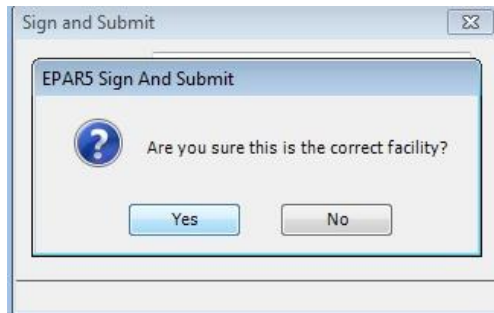 Sign and Submit
EPAR5 Sign And Submit
Are you sure this is the correct facility?
Yes No